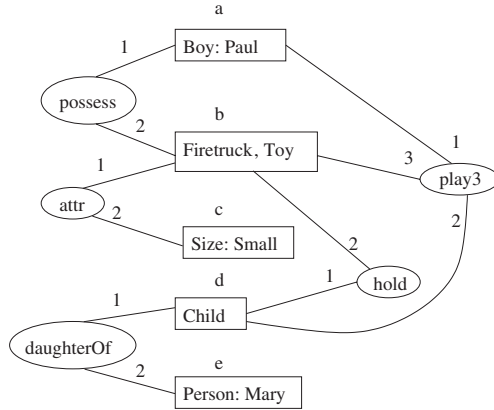 a
1
Boy: Paul
possess
b
2
1
Firetruck, Toy
1
3
play3
attr
2
c
2
2
Size: Small
d
1
hold
1
Child
daughterOf
e
2
Person: Mary